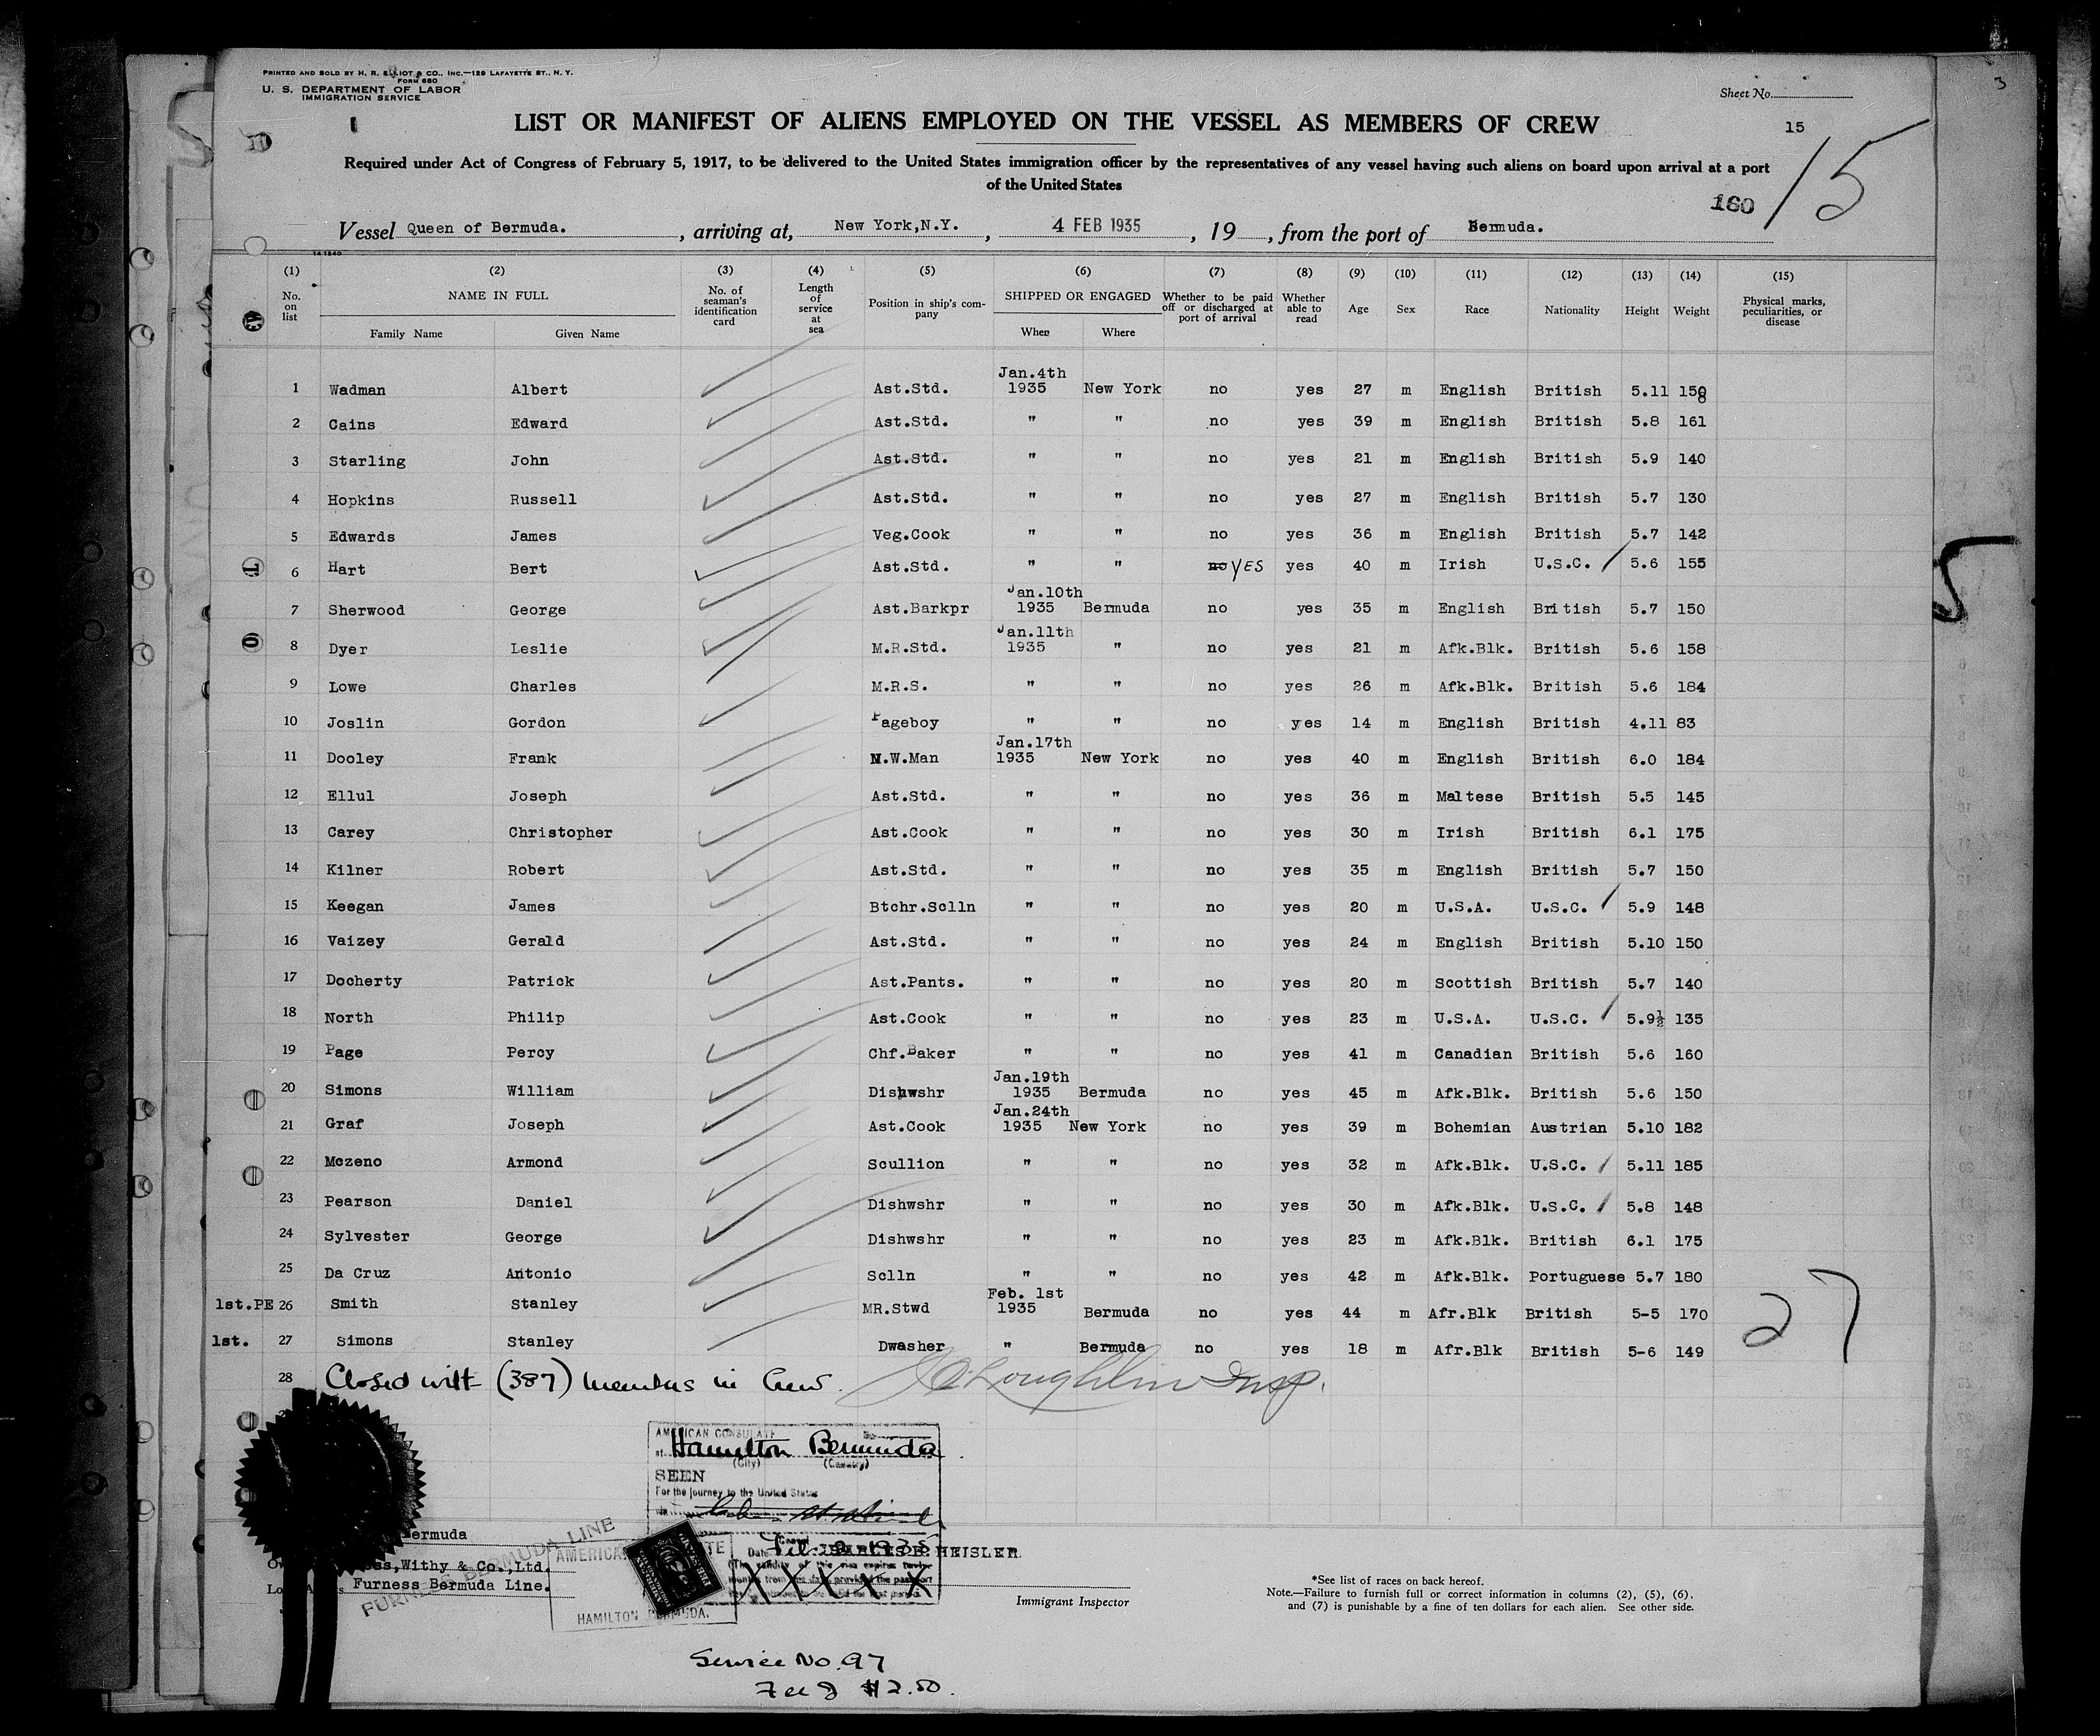 PRINTED AND SOLD BY H. R. ELLIOT & CO., INC.—129 LAFAYETTE ST., N. Y.
FORM 680
U. S. DEPARTMENT OF LABOR
IMMIGRATION SERVICE
Sheet No.
15
LIST OR MANIFEST OF ALIENS EMPLOYED ON THE VESSEL AS MEMBERS OF CREW
Required under Act of Congress of February 5, 1917, to be delivered to the United States immigration officer by the representatives of any vessel having such aliens on board upon arrival at a port
of the United States
160
15
Vessel Queen of Bermuda. , arriving at, New York,N.Y. , 4 FEB 1935 , 19 , from the port of Bermuda.
(1) (2) (3) (4) (5) (6) (7) (8) (9) (10) (11) (12) (13) (14) (15)
No. on list NAME IN FULL Family Name Given Name No. of seaman's identification card Length of service at sea Position in ship's company SHIPPED OR ENGAGED When Where Whether to be paid off or discharged at port of arrival Whether able to read Age Sex Race Nationality Height Weight Physical marks, peculiarities, or disease
1 Wadman Albert Ast.Std. Jan.4th 1935 New York no yes 27 m English British 5.11 150
2 Cains Edward Ast.Std. " " no yes 39 m English British 5.8 161
3 Starling John Ast.Std. " " no yes 21 m English British 5.9 140
4 Hopkins Russell Ast.Std. " " no yes 27 m English British 5.7 130
5 Edwards James Veg.Cook " " no yes 36 m English British 5.7 142
6 Hart Bert Ast.Std. " " no YES yes 40 m Irish U.S.C. 5.6 155
7 Sherwood George Ast.Barkpr Jan.10th 1935 Bermuda no yes 35 m English British 5.7 150
8 Dyer Leslie M.R.Std. Jan.11th 1935 " no yes 21 m Afk.Blk. British 5.6 158
9 Lowe Charles M.R.S. " " no yes 26 m Afk.Blk. British 5.6 184
10 Joslin Gordon Pageboy " " no yes 14 m English British 4.11 83
11 Dooley Frank N.W.Man Jan.17th 1935 New York no yes 40 m English British 6.0 184
12 Ellul Joseph Ast.Std. " " no yes 36 m Maltese British 5.5 145
13 Carey Christopher Ast.Cook " " no yes 30 m Irish British 6.1 175
14 Kilner Robert Ast.Std. " " no yes 35 m English British 5.7 150
15 Keegan James Btchr.Sclln " " no yes 20 m U.S.A. U.S.C. 5.9 148
16 Vaizey Gerald Ast.Std. " " no yes 24 m English British 5.10 150
17 Docherty Patrick Ast.Pants. " " no yes 20 m Scottish British 5.7 140
18 North Philip Ast.Cook " " no yes 23 m U.S.A. U.S.C. 5.9½ 135
19 Page Percy Chf.Baker " " no yes 41 m Canadian British 5.6 160
20 Simons William Dishwshr Jan.19th 1935 Bermuda no yes 45 m Afk.Blk. British 5.6 150
21 Graf Joseph Ast.Cook Jan.24th 1935 New York no yes 39 m Bohemian Austrian 5.10 182
22 Mczeno Armond Scullion " " no yes 32 m Afk.Blk. U.S.C. 5.11 185
23 Pearson Daniel Dishwshr " " no yes 30 m Afk.Blk. U.S.C. 5.8 148
24 Sylvester George Dishwshr " " no yes 23 m Afk.Blk. British 6.1 175
25 Da Cruz Antonio Sclln " " no yes 42 m Afk.Blk. Portuguese 5.7 180
1st.PE 26 Smith Stanley MR.Stwd Feb. 1st 1935 Bermuda no yes 44 m Afr.Blk British 5-5 170
1st. 27 Simons Stanley Dwasher " Bermuda no yes 18 m Afr.Blk British 5-6 149
27
28 Closed with (387) members in Crew. J O'Loughlin Insp.
AMERICAN CONSULATE
at Hamilton Bermuda
(City) (Country)
SEEN
For the journey to the United States
Bermuda
HEISLER
Withy & Co.,Ltd.
Furness Bermuda Line.
FURNESS BERMUDA LINE
HAMILTON BERMUDA.
Immigrant Inspector
*See list of races on back hereof.
Note.—Failure to furnish full or correct information in columns (2), (5), (6),
and (7) is punishable by a fine of ten dollars for each alien. See other side.
Service No. 97
Fee $2.50.